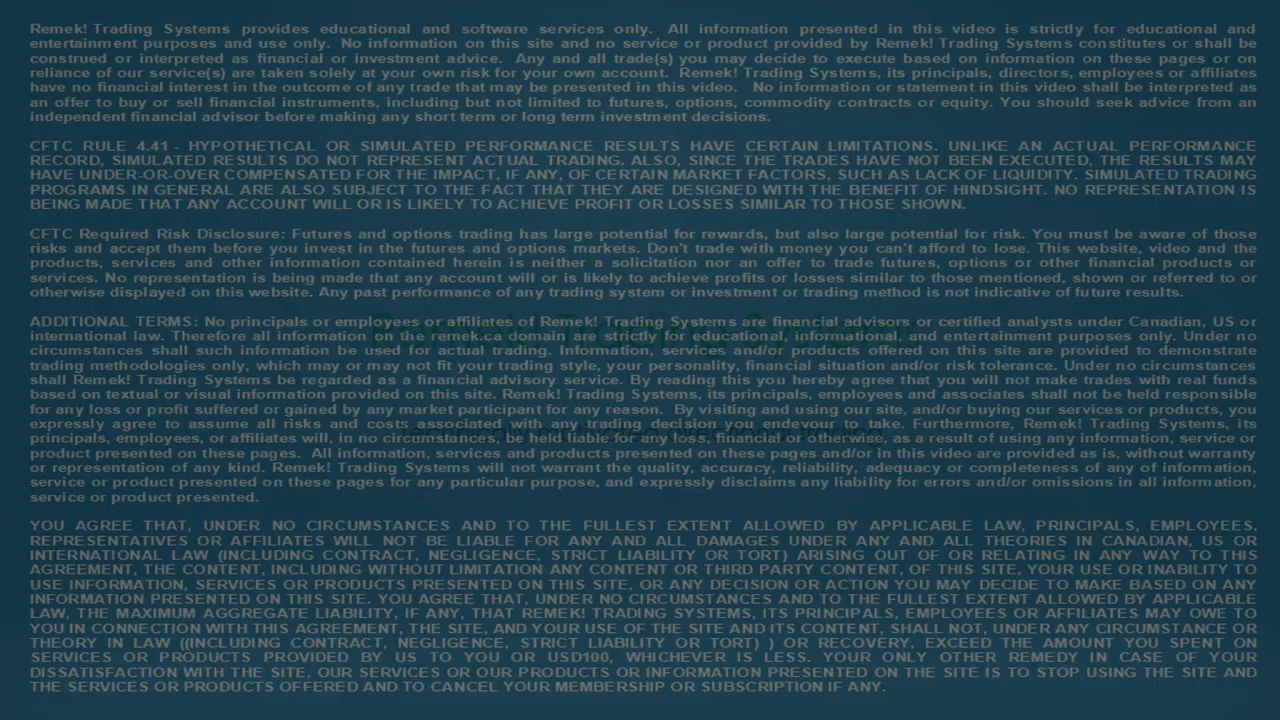 Remek! Trading Systems provides educational and software services only. All information presented in this video is strictly for educational and
entertainment purposes and use only. No information on this site and no service or product provided by Remek! Trading Systems constitutes or shall be
construed or interpreted as financial or investment advice. Any and all trade(s) you may decide to execute based on information on these pages or on
reliance of our service(s) are taken solely at your own risk for your own account. Remek! Trading Systems, its principals, directors, employees or affiliates
have no financial interest in the outcome of any trade that may be presented in this video. No information or statement in this video shall be interpreted as
an offer to buy or sell financial instruments, including but not limited to futures, options, commodity contracts or equity. You should seek advice from an
independent financial advisor before making any short term or long term investment decisions.
CFTC RULE 4.41 - HYPOTHETICAL OR SIMULATED PERFORMANCE RESULTS HAVE CERTAIN LIMITATIONS. UNLIKE AN ACTUAL PERFORMANCE
RECORD, SIMULATED RESULTS DO NOT REPRESENT ACTUAL TRADING. ALSO, SINCE THE TRADES HAVE NOT BEEN EXECUTED, THE RESULTS MAY
HAVE UNDER-OR-OVER COMPENSATED FOR THE IMPACT, IF ANY, OF CERTAIN MARKET FACTORS, SUCH AS LACK OF LIQUIDITY. SIMULATED TRADING
PROGRAMS IN GENERAL ARE ALSO SUBJECT TO THE FACT THAT THEY ARE DESIGNED WITH THE BENEFIT OF HINDSIGHT. NO REPRESENTATION IS
BEING MADE THAT ANY ACCOUNT WILL OR IS LIKELY TO ACHIEVE PROFIT OR LOSSES SIMILAR TO THOSE SHOWN.
CFTC Required Risk Disclosure: Futures and options trading has large potential for rewards, but also large potential for risk. You must be aware of those
risks and accept them before you invest in the futures and options markets. Don't trade with money you can't afford to lose. This website, video and the
products, services and other information contained herein is neither a solicitation nor an offer to trade futures, options or other financial products or
services. No representation is being made that any account will or is likely to achieve profits or losses similar to those mentioned, shown or referred to or
otherwise displayed on this website. Any past performance of any trading system or investment or trading method is not indicative of future results.
ADDITIONAL TERMS: No principals or employees or affiliates of Remek! Trading Systems are financial advisors or certified analysts under Canadian, US or
international law. Therefore all information on the remek.ca domain are strictly for educational, informational, and entertainment purposes only. Under no
circumstances shall such information be used for actual trading. Information, services and/or products offered on this site are provided to demonstrate
trading methodologies only, which may or may not fit your trading style, your personality, financial situation and/or risk tolerance. Under no circumstances
shall Remek! Trading Systems be regarded as a financial advisory service. By reading this you hereby agree that you will not make trades with real funds
based on textual or visual information provided on this site. Remek! Trading Systems, its principals, employees and associates shall not be held responsible
for any loss or profit suffered or gained by any market participant for any reason. By visiting and using our site, and/or buying our services or products, you
expressly agree to assume all risks and costs associated with any trading decision you make. Furthermore, Remek! Trading Systems, its
principals, employees, or affiliates will, in no circumstances, be held liable for any loss, financial or otherwise, as a result of using any information, service or
product presented on these pages. All information, services and products presented on these pages and/or in this video are provided as is, without warranty
or representation of any kind. Remek! Trading Systems will not warrant the quality, accuracy, reliability, adequacy or completeness of any of information,
service or product presented on these pages for any particular purpose, and expressly disclaims any liability for errors and/or omissions in all information,
service or product presented.
YOU AGREE THAT, UNDER NO CIRCUMSTANCES AND TO THE FULLEST EXTENT ALLOWED BY APPLICABLE LAW, PRINCIPALS, EMPLOYEES,
REPRESENTATIVES OR AFFILIATES WILL NOT BE LIABLE FOR ANY AND ALL DAMAGES UNDER ANY AND ALL THEORIES IN CANADIAN, US OR
INTERNATIONAL LAW (INCLUDING CONTRACT, NEGLIGENCE, STRICT LIABILITY OR TORT) ARISING OUT OF OR RELATING IN ANY WAY TO THIS
AGREEMENT, THE CONTENT, INCLUDING WITHOUT LIMITATION ANY CONTENT OR THIRD PARTY CONTENT, OF THIS SITE, YOUR USE OR INABILITY TO
USE INFORMATION, SERVICES OR PRODUCTS PRESENTED ON THIS SITE, OR ANY DECISION OR ACTION YOU MAY DECIDE TO MAKE BASED ON ANY
INFORMATION PRESENTED ON THIS SITE. YOU AGREE THAT, UNDER NO CIRCUMSTANCES AND TO THE FULLEST EXTENT ALLOWED BY APPLICABLE
LAW, THE MAXIMUM AGGREGATE LIABILITY, IF ANY, THAT REMEK! TRADING SYSTEMS, ITS PRINCIPALS, EMPLOYEES OR AFFILIATES MAY OWE TO
YOU IN CONNECTION WITH THIS AGREEMENT, THE SITE, AND YOUR USE OF THE SITE AND ITS CONTENT, SHALL NOT, UNDER ANY CIRCUMSTANCE OR
THEORY IN LAW ((INCLUDING CONTRACT, NEGLIGENCE, STRICT LIABILITY OR TORT) ) OR RECOVERY, EXCEED THE AMOUNT YOU SPENT ON
SERVICES OR PRODUCTS PROVIDED BY US TO YOU OR USD100, WHICHEVER IS LESS. YOUR ONLY OTHER REMEDY IN CASE OF YOUR
DISSATISFACTION WITH THE SITE, OUR SERVICES OR OUR PRODUCTS OR INFORMATION PRESENTED ON THE SITE IS TO STOP USING THE SITE AND
THE SERVICES OR PRODUCTS OFFERED AND TO CANCEL YOUR MEMBERSHIP OR SUBSCRIPTION IF ANY.